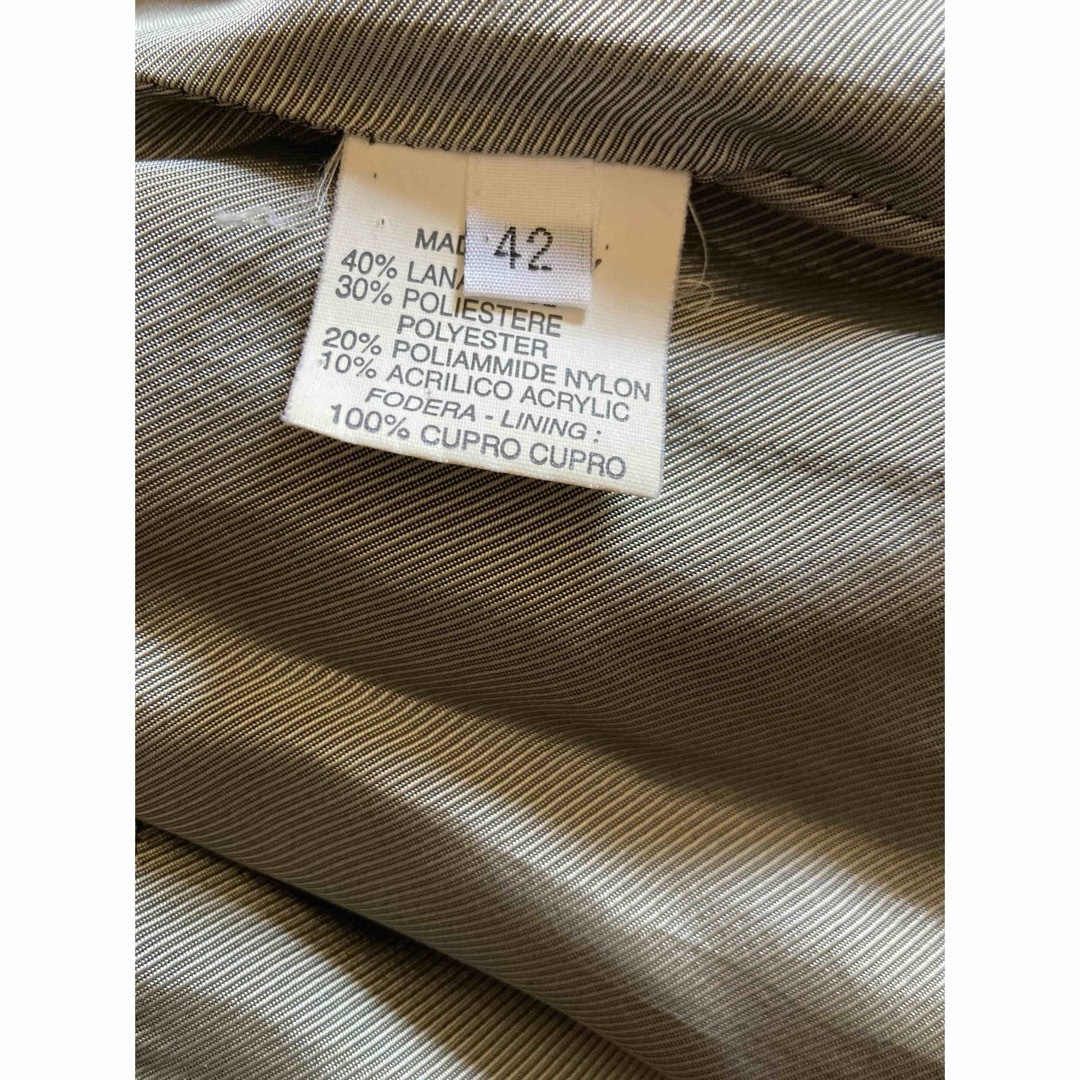 42
MAD
40% LANA
30% POLIESTERE
POLYESTER
20% POLIAMMIDE NYLON
10% ACRILICO ACRYLIC
FODERA - LINING :
100% CUPRO CUPRO